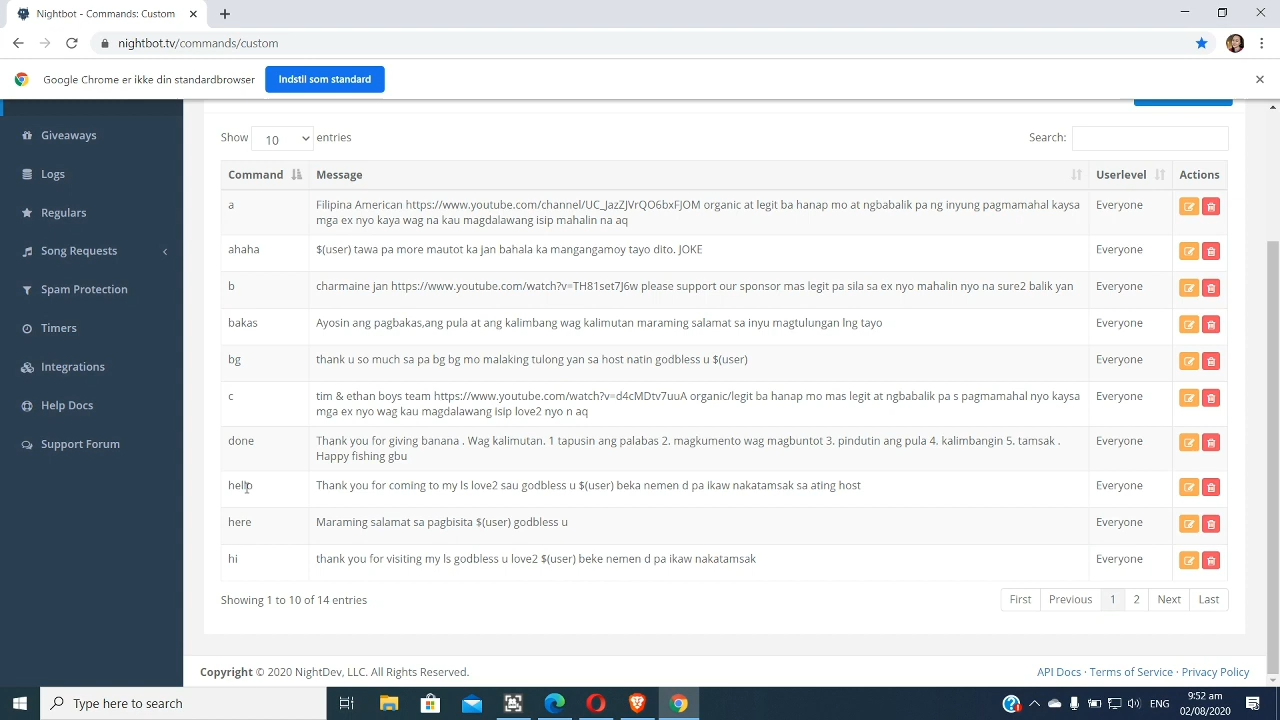 Nightbot - Commands: Custom
nightbot.tv/commands/custom
Google Chrome er ikke din standardbrowser
Indstil som standard
Giveaways
Logs
Regulars
Song Requests
Spam Protection
Timers
Integrations
Help Docs
Support Forum
Show 10 entries
Search:
Command Message Userlevel Actions
a Filipina American https://www.youtube.com/channel/UC_JazZJVrQO6bxFJOM organic at legit ba hanap mo at ngbabalik pa ng inyung pagmamahal kaysa Everyone
mga ex nyo kaya wag na kau magdalawang isip mahalin na aq
ahaha $(user) tawa pa more mautot ka jan bahala ka mangangamoy tayo dito. JOKE Everyone
b charmaine jan https://www.youtube.com/watch?v=TH81set7J6w please support our sponsor mas legit pa sila sa ex nyo mahalin nyo na sure2 balik yan Everyone
bakas Ayosin ang pagbakas,ang pula at ang kalimbang wag kalimutan maraming salamat sa inyu magtulungan lng tayo Everyone
bg thank u so much sa pa bg bg mo malaking tulong yan sa host natin godbless u $(user) Everyone
c tim & ethan boys team https://www.youtube.com/watch?v=d4cMDtv7uuA organic/legit ba hanap mo mas legit at ngbabalik pa s pagmamahal nyo kaysa Everyone
mga ex nyo wag kau magdalawang isip love2 nyo n aq
done Thank you for giving banana . Wag kalimutan. 1 tapusin ang palabas 2. magkumento wag magbuntot 3. pindutin ang pula 4. kalimbangin 5. tamsak . Everyone
Happy fishing gbu
hello Thank you for coming to my ls love2 sau godbless u $(user) beka nemen d pa ikaw nakatamsak sa ating host Everyone
here Maraming salamat sa pagbisita $(user) godbless u Everyone
hi thank you for visiting my ls godbless u love2 $(user) beke nemen d pa ikaw nakatamsak Everyone
Showing 1 to 10 of 14 entries
First Previous 1 2 Next Last
Copyright © 2020 NightDev, LLC. All Rights Reserved.
API Docs · Terms of Service · Privacy Policy
Type here to search
ENG
9:52 am
02/08/2020